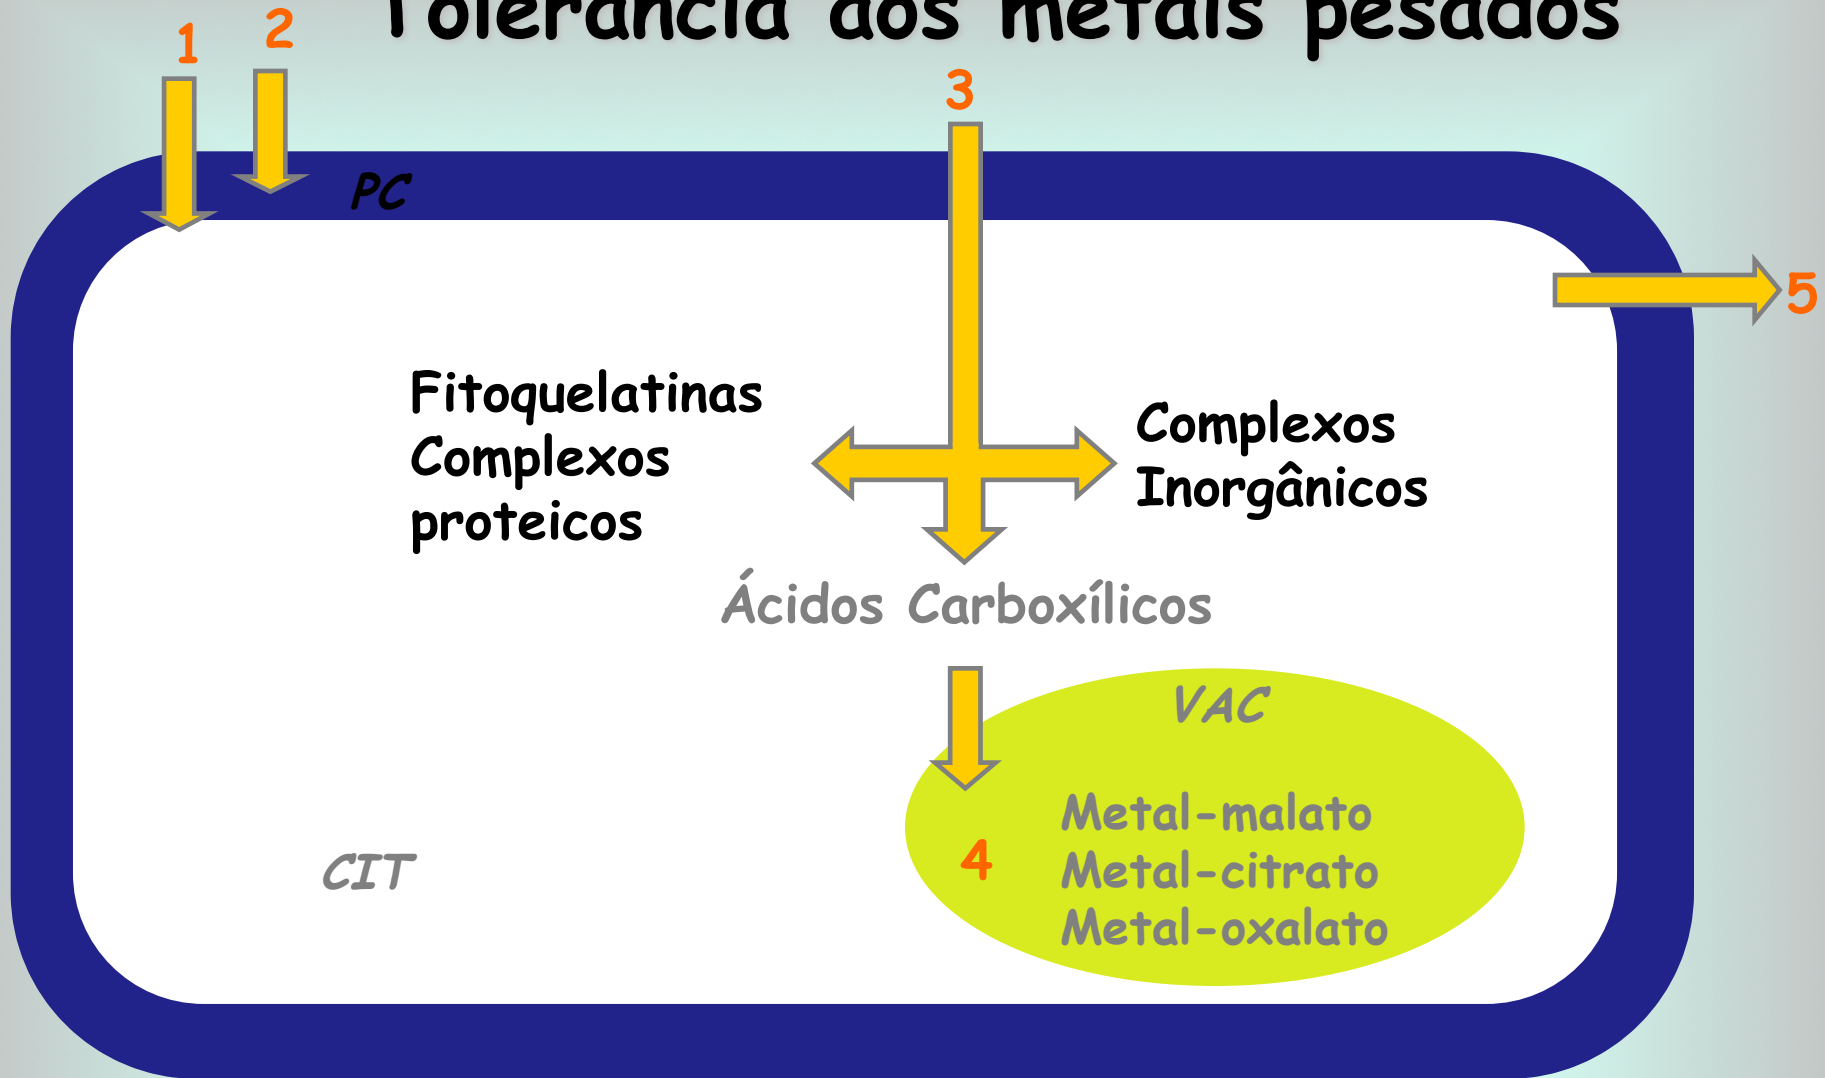 Tolerância aos metais pesados
1
2
3
PC
5
Fitoquelatinas
Complexos
proteicos
Complexos
Inorgânicos
Ácidos Carboxílicos
VAC
Metal-malato
4
Metal-citrato
CIT
Metal-oxalato